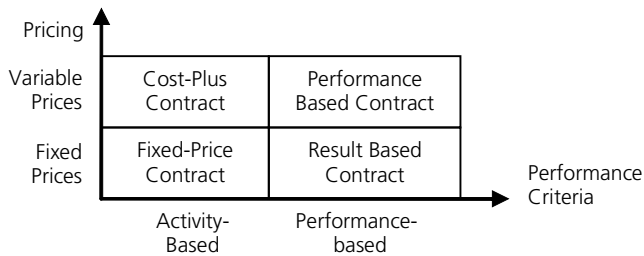 Pricing
Variable
Prices
Cost-Plus
Contract
Performance
Based Contract
Fixed
Prices
Fixed-Price
Contract
Result Based
Contract
Performance
Criteria
Activity-
Based
Performance-
based